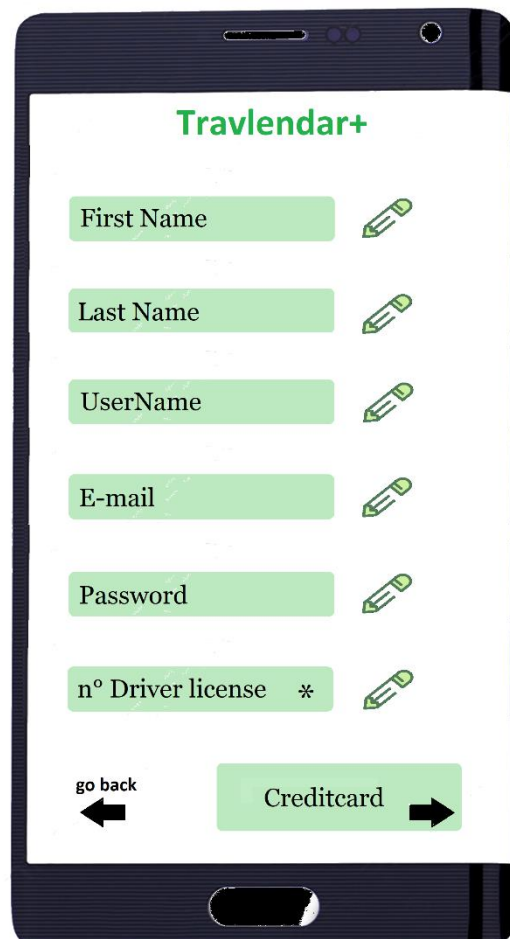 Travlendar+
First Name
Last Name
UserName
E-mail
Password
n° Driver license *
go back
Creditcard